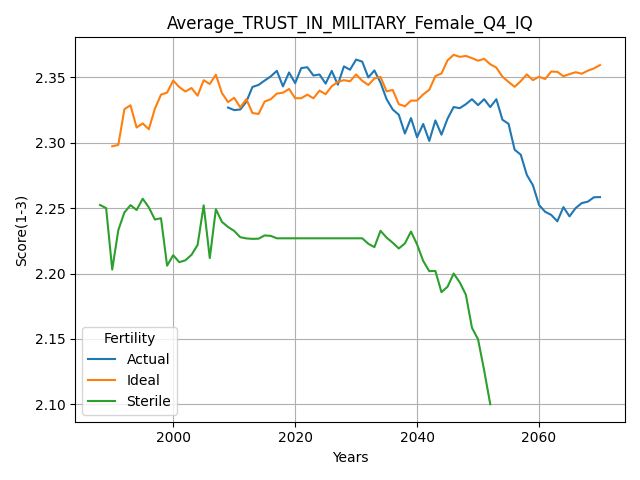 Average_TRUST_IN_MILITARY_Female_Q4_IQ
Score(1-3)
2.35
2.30
2.25
2.20
2.15
2.10
Fertility
Actual
Ideal
Sterile
2000
2020
2040
2060
Years